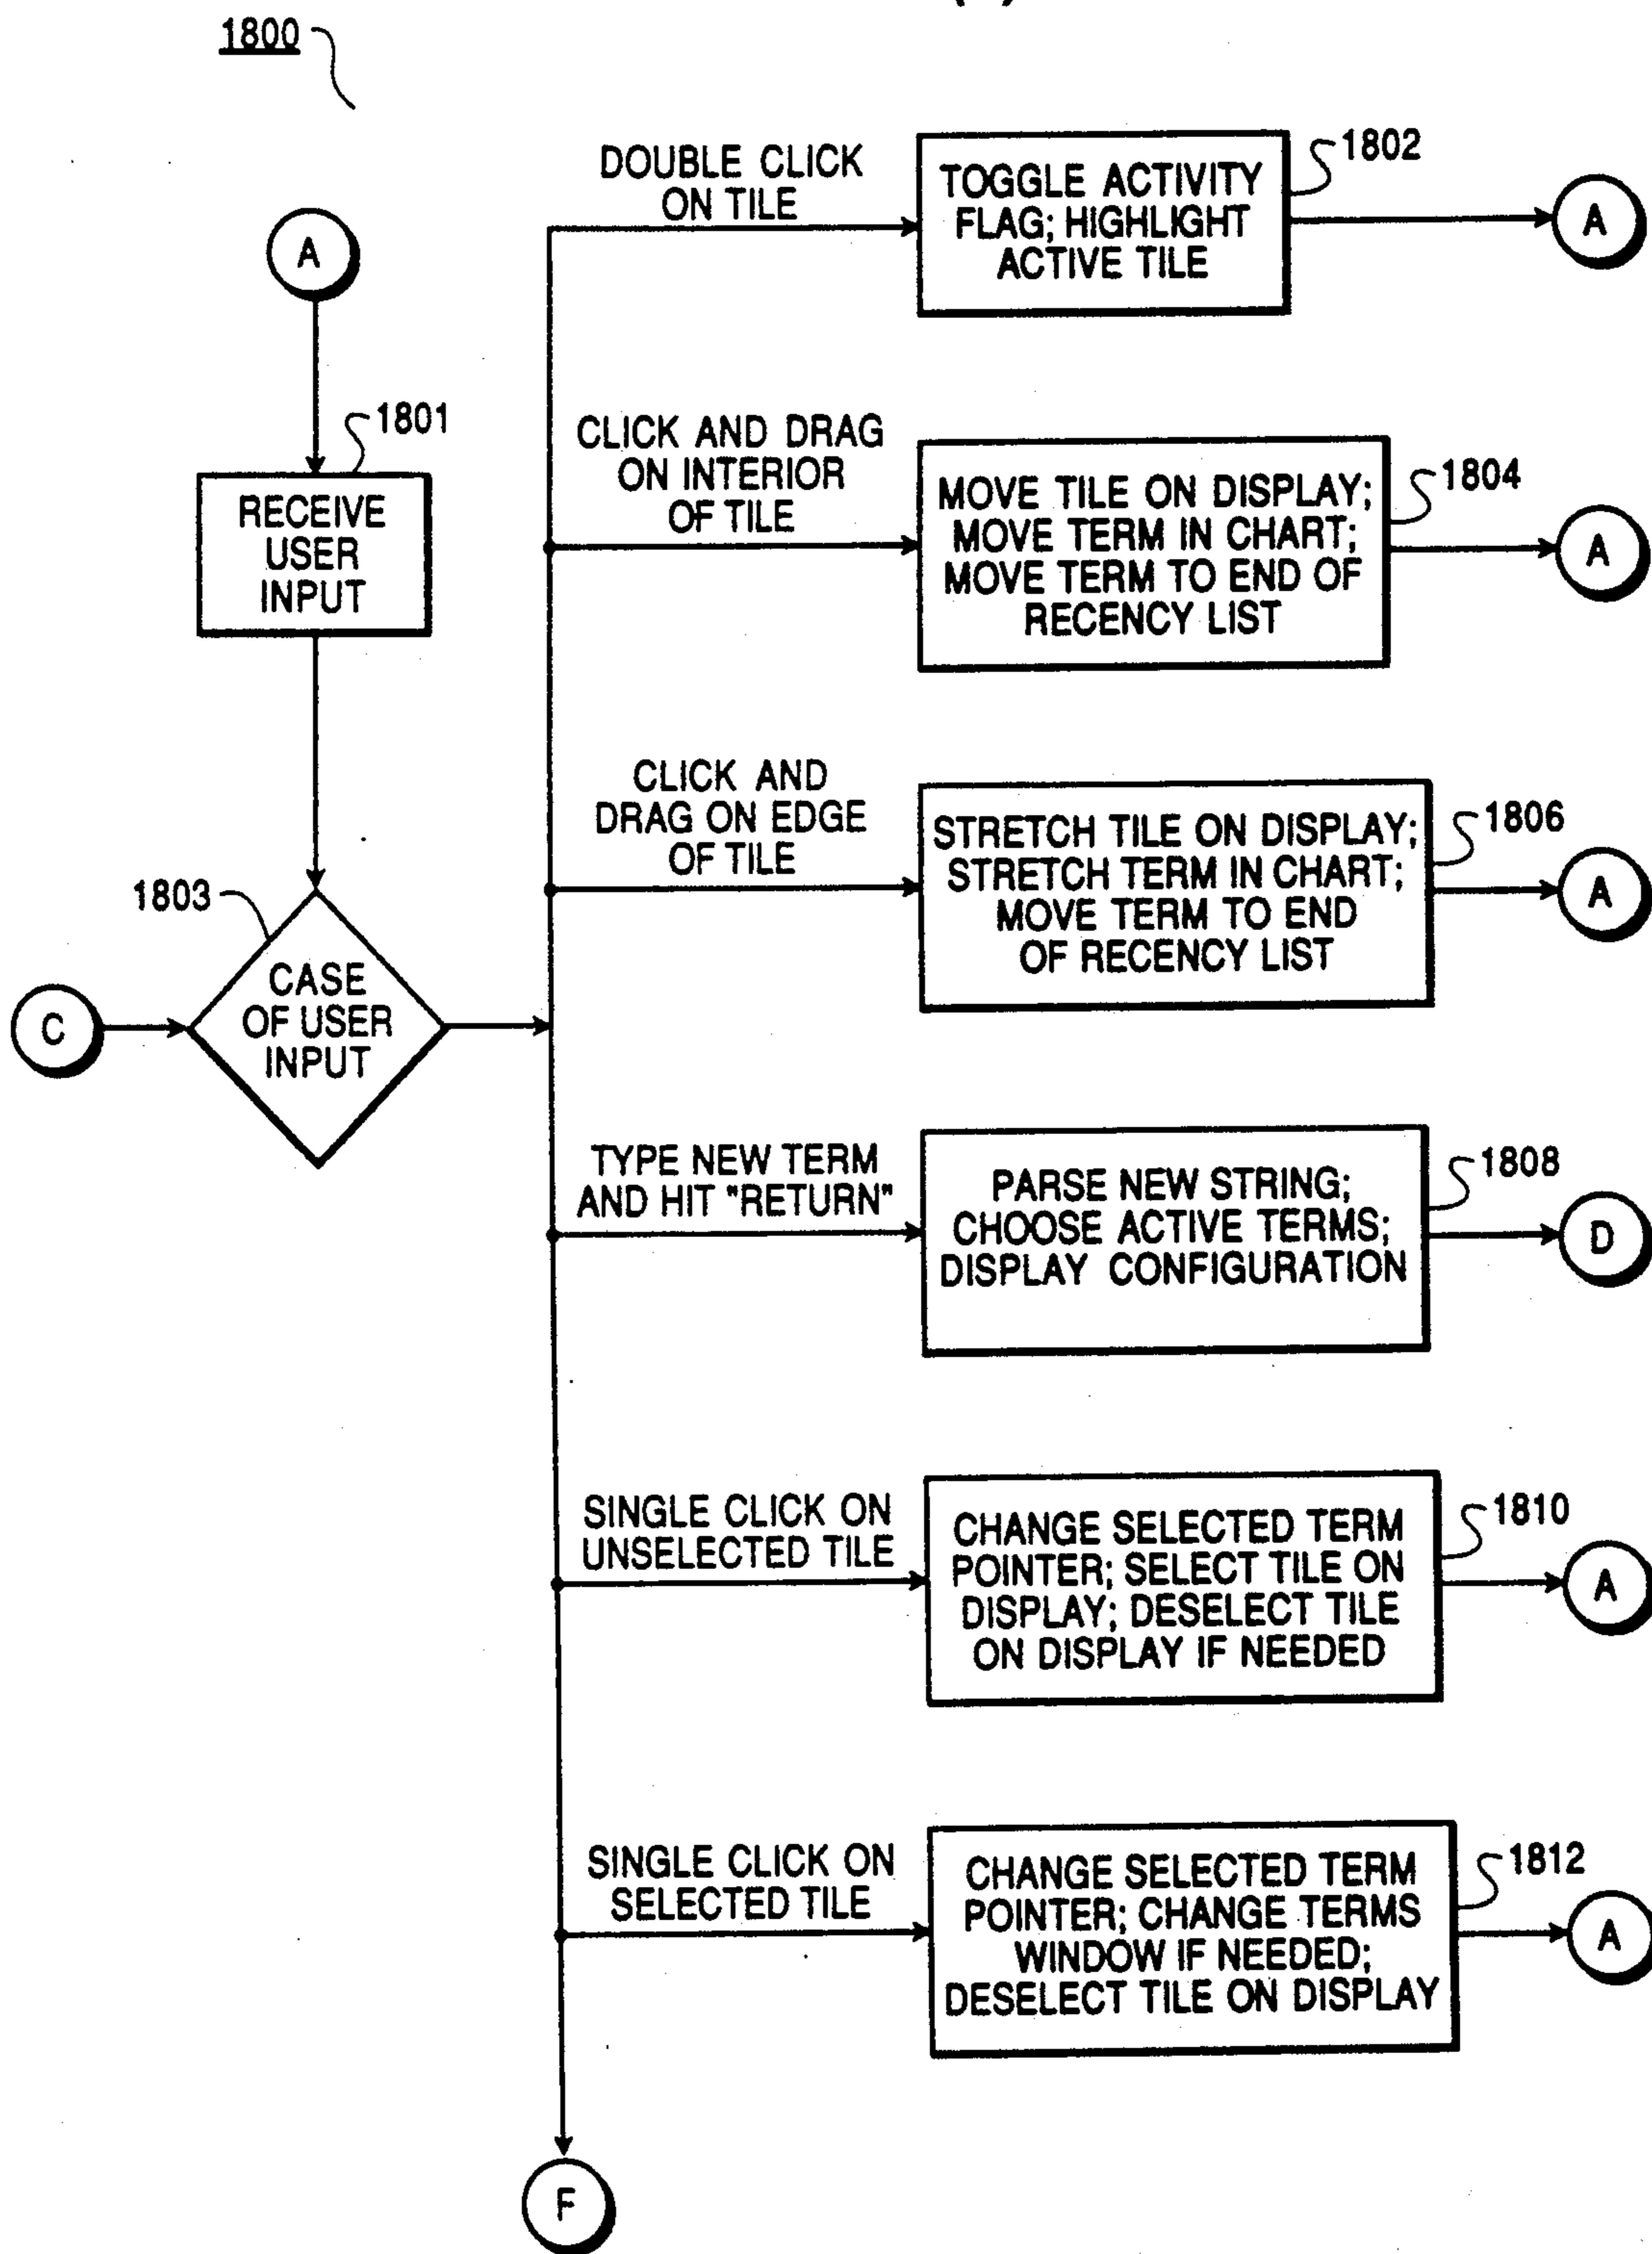 1800
DOUBLE CLICK
ON TILE
TOGGLE ACTIVITY
FLAG; HIGHLIGHT
ACTIVE TILE
1802
A
A
1801
RECEIVE
USER
INPUT
CLICK AND DRAG
ON INTERIOR
OF TILE
MOVE TILE ON DISPLAY;
MOVE TERM IN CHART;
MOVE TERM TO END OF
RECENCY LIST
1804
A
CLICK AND
DRAG ON EDGE
OF TILE
STRETCH TILE ON DISPLAY;
STRETCH TERM IN CHART;
MOVE TERM TO END
OF RECENCY LIST
1806
A
1803
C
CASE
OF USER
INPUT
TYPE NEW TERM
AND HIT "RETURN"
PARSE NEW STRING;
CHOOSE ACTIVE TERMS;
DISPLAY CONFIGURATION
1808
D
SINGLE CLICK ON
UNSELECTED TILE
CHANGE SELECTED TERM
POINTER; SELECT TILE ON
DISPLAY; DESELECT TILE
ON DISPLAY IF NEEDED
1810
A
SINGLE CLICK ON
SELECTED TILE
CHANGE SELECTED TERM
POINTER; CHANGE TERMS
WINDOW IF NEEDED;
DESELECT TILE ON DISPLAY
1812
A
F